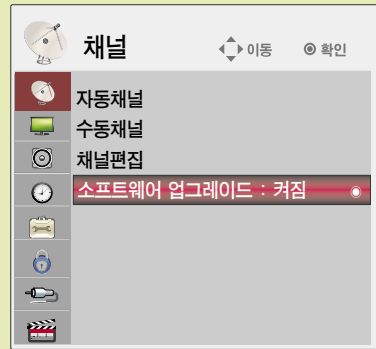 채널 이동 확인
자동채널
수동채널
채널편집
소프트웨어 업그레이드 : 켜짐